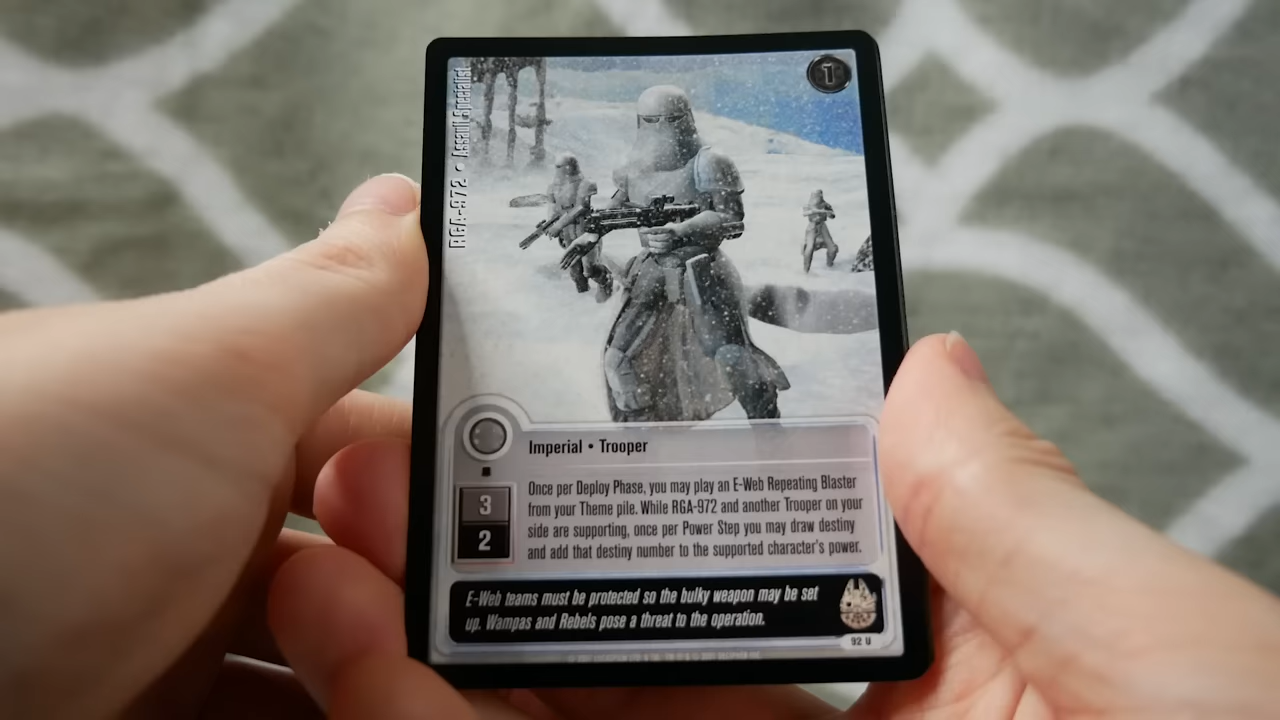 1
RGA-972 • Assault Specialist
Imperial • Trooper
3
2
Once per Deploy Phase, you may play an E-Web Repeating Blaster
from your Theme pile. While RGA-972 and another Trooper on your
side are supporting, once per Power Step you may draw destiny
and add that destiny number to the supported character's power.
E-Web teams must be protected so the bulky weapon may be set
up. Wampas and Rebels pose a threat to the operation.
92 U